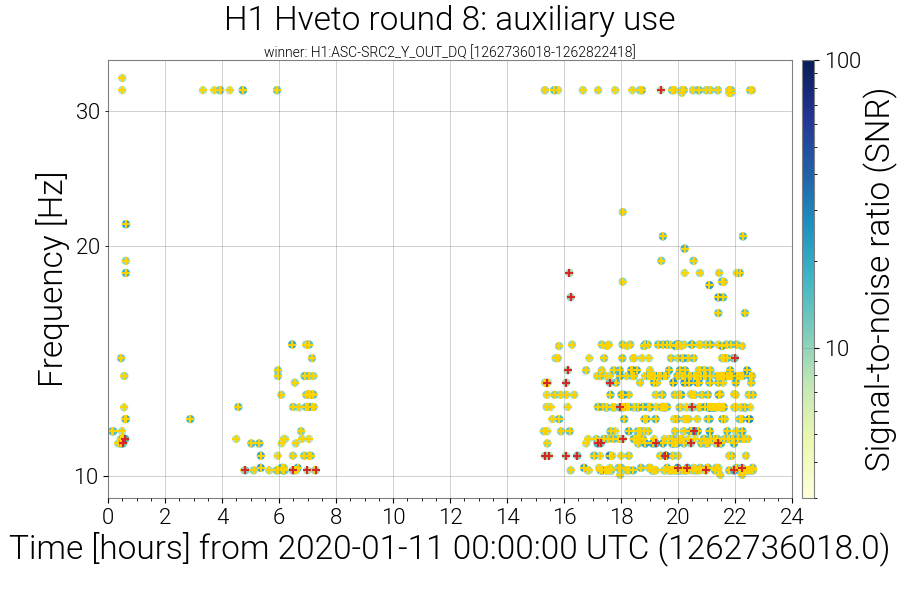 H1 Hveto round 8: auxiliary use
winner: H1:ASC-SRC2_Y_OUT_DQ [1262736018-1262822418]
Frequency [Hz]
30
20
10
0 2 4 6 8 10 12 14 16 18 20 22 24
Time [hours] from 2020-01-11 00:00:00 UTC (1262736018.0)
100
10
Signal-to-noise ratio (SNR)